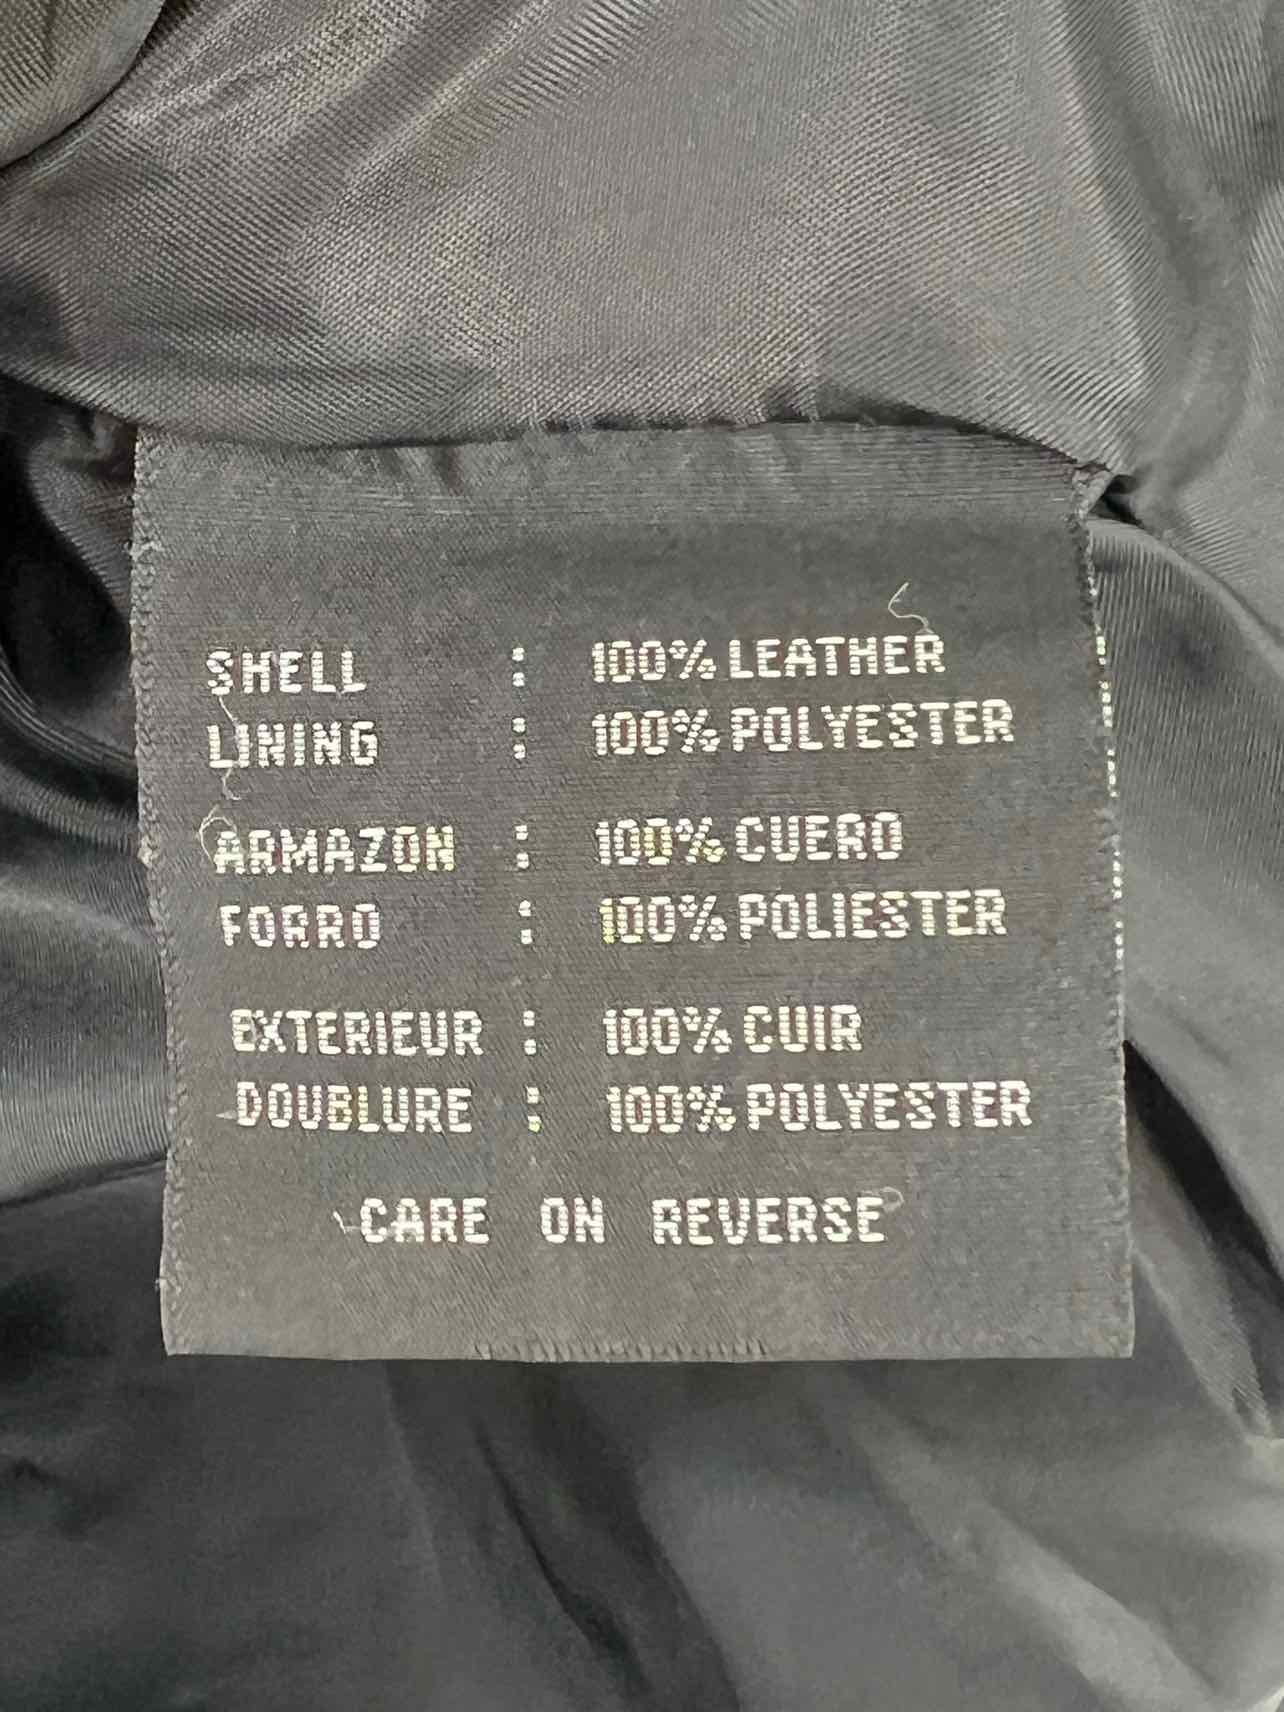 SHELL : 100% LEATHER
LINING : 100% POLYESTER
ARMAZON : 100% CUERO
FORRO : 100% POLIESTER
EXTERIEUR : 100% CUIR
DOUBLURE : 100% POLYESTER
CARE ON REVERSE